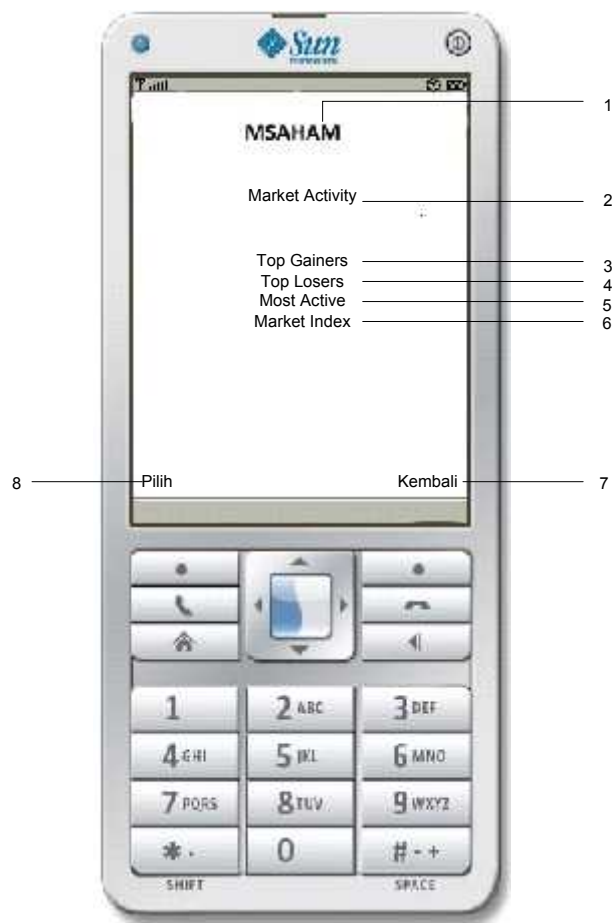 Sun
MSAHAM
1
Market Activity
2
Top Gainers
3
Top Losers
4
Most Active
5
Market Index
6
8
Pilih
Kembali
7
1
2 ABC
3 DEF
4 GHI
5 JKL
6 MNO
7 PQRS
8 TUV
9 WXYZ
* .
0
# - +
SHIFT
SPACE